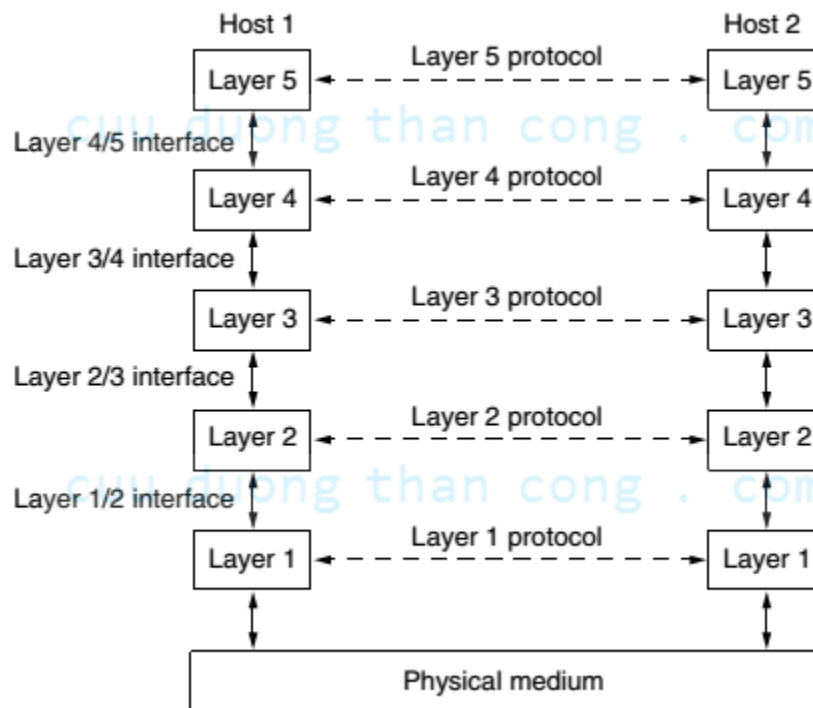 Host 1
Host 2
Layer 5 protocol
Layer 5
Layer 5
cuu duong than cong . com
Layer 4/5 interface
Layer 4 protocol
Layer 4
Layer 4
Layer 3/4 interface
Layer 3 protocol
Layer 3
Layer 3
Layer 2/3 interface
Layer 2 protocol
Layer 2
Layer 2
cuu duong than cong . com
Layer 1/2 interface
Layer 1 protocol
Layer 1
Layer 1
Physical medium